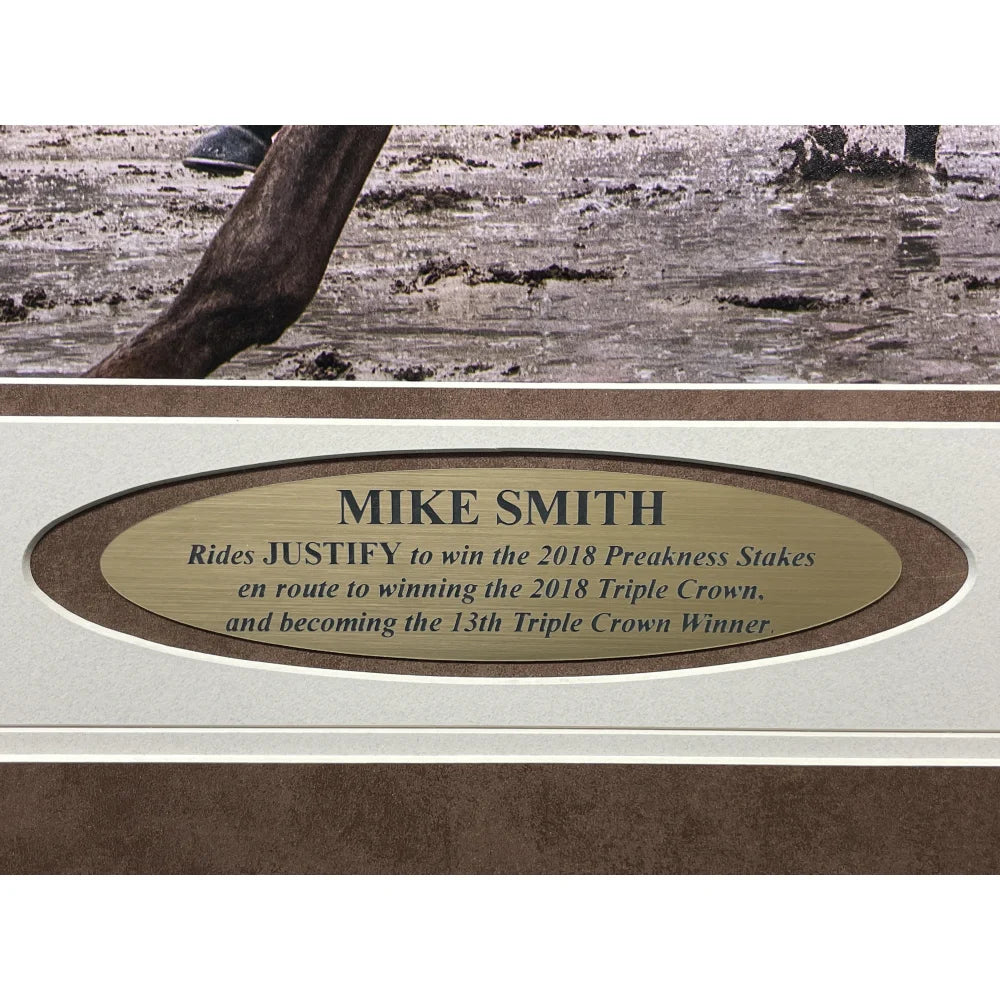 MIKE SMITH
Rides JUSTIFY to win the 2018 Preakness Stakes
en route to winning the 2018 Triple Crown,
and becoming the 13th Triple Crown Winner.